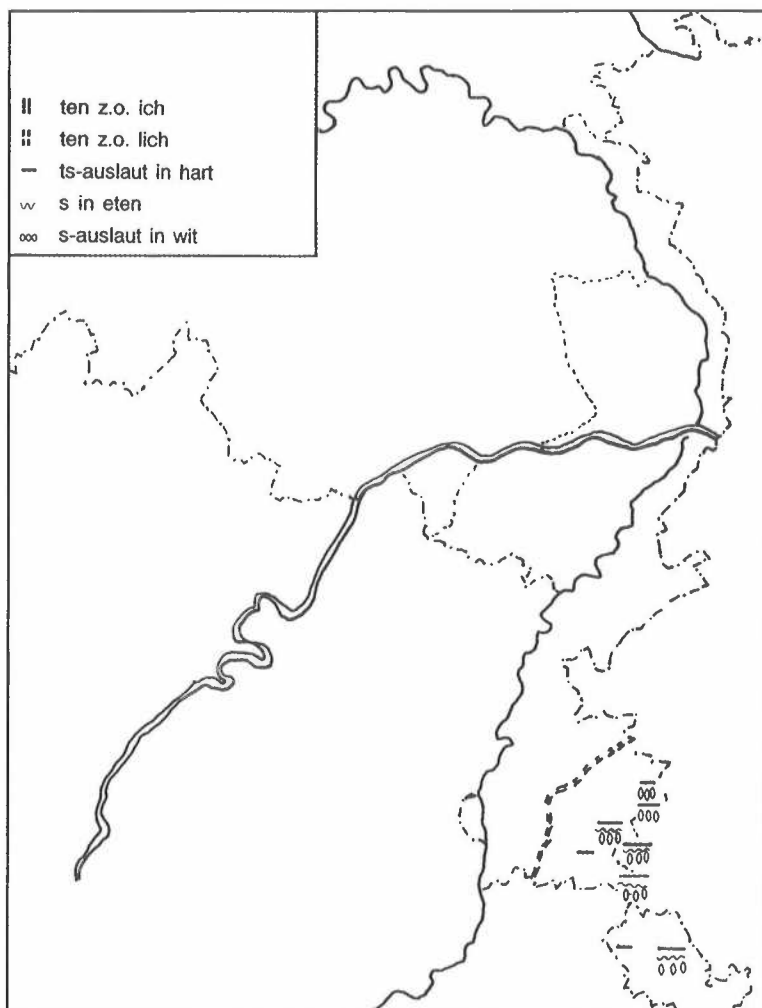 ten z.o. ich
ten z.o. lich
ts-auslaut in hart
s in eten
s-auslaut in wit